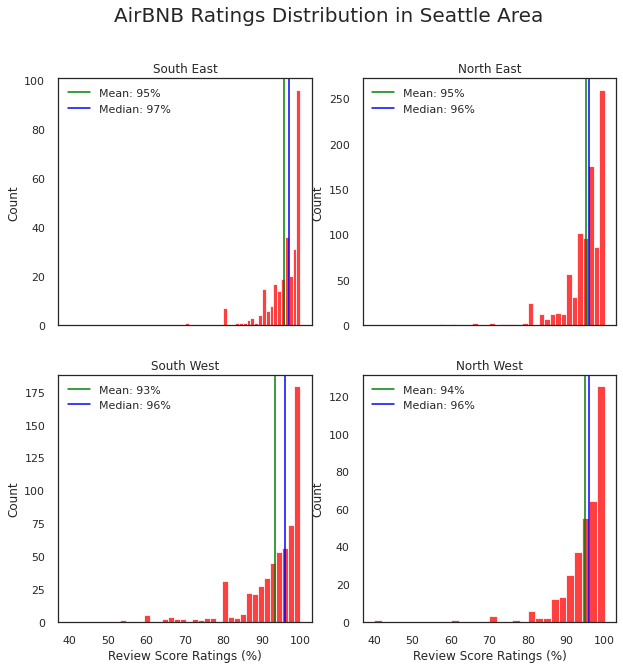 AirBNB Ratings Distribution in Seattle Area
South East
Mean: 95%
Median: 97%
Count
100
80
60
40
20
0
North East
Mean: 95%
Median: 96%
Count
250
200
150
100
50
0
South West
Mean: 93%
Median: 96%
Count
175
150
125
100
75
50
25
0
40 50 60 70 80 90 100
Review Score Ratings (%)
North West
Mean: 94%
Median: 96%
Count
120
100
80
60
40
20
0
40 50 60 70 80 90 100
Review Score Ratings (%)